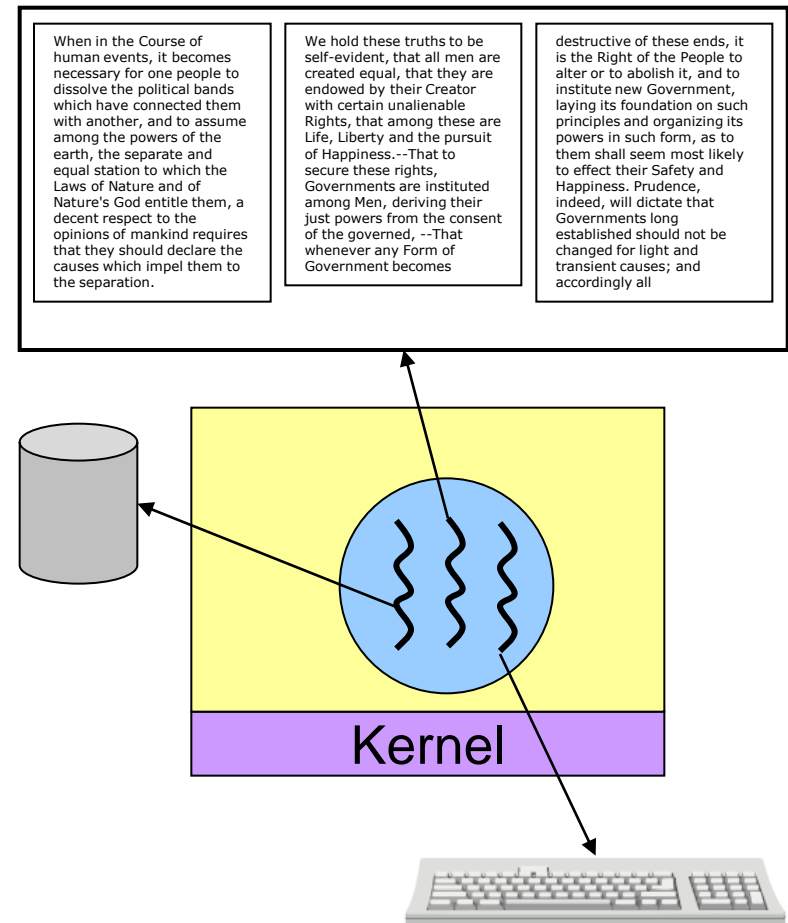 When in the Course of
human events, it becomes
necessary for one people to
dissolve the political bands
which have connected them
with another, and to assume
among the powers of the
earth, the separate and
equal station to which the
Laws of Nature and of
Nature's God entitle them, a
decent respect to the
opinions of mankind requires
that they should declare the
causes which impel them to
the separation.
We hold these truths to be
self-evident, that all men are
created equal, that they are
endowed by their Creator
with certain unalienable
Rights, that among these are
Life, Liberty and the pursuit
of Happiness.--That to
secure these rights,
Governments are instituted
among Men, deriving their
just powers from the consent
of the governed, --That
whenever any Form of
Government becomes
destructive of these ends, it
is the Right of the People to
alter or to abolish it, and to
institute new Government,
laying its foundation on such
principles and organizing its
powers in such form, as to
them shall seem most likely
to effect their Safety and
Happiness. Prudence,
indeed, will dictate that
Governments long
established should not be
changed for light and
transient causes; and
accordingly all
Kernel